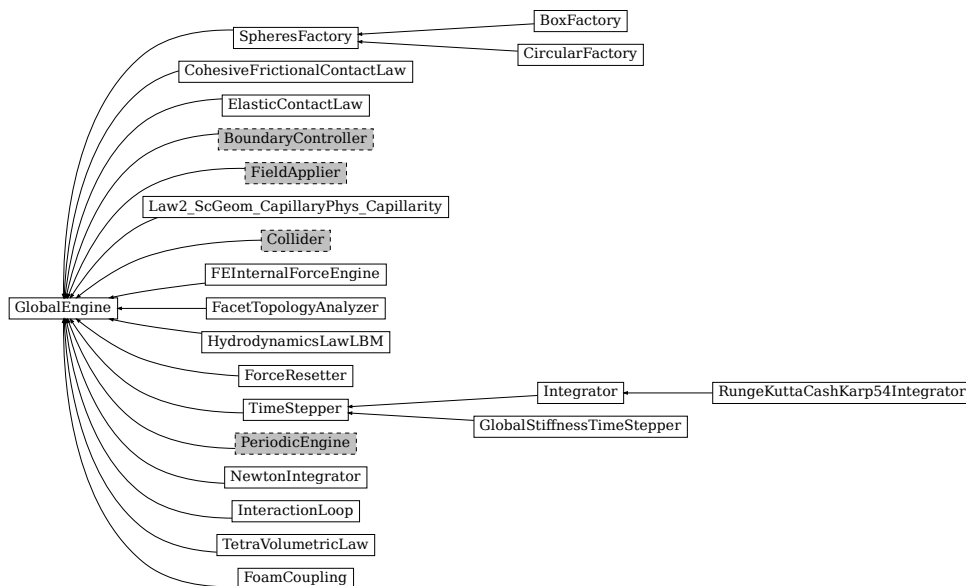 BoxFactory
SpheresFactory
CircularFactory
CohesiveFrictionalContactLaw
ElasticContactLaw
BoundaryController
FieldApplier
Law2_ScGeom_CapillaryPhys_Capillarity
Collider
FEInternalForceEngine
GlobalEngine
FacetTopologyAnalyzer
HydrodynamicsLawLBM
ForceResetter
Integrator
RungeKuttaCashKarp54Integrator
TimeStepper
GlobalStiffnessTimeStepper
PeriodicEngine
NewtonIntegrator
InteractionLoop
TetraVolumetricLaw
FoamCoupling